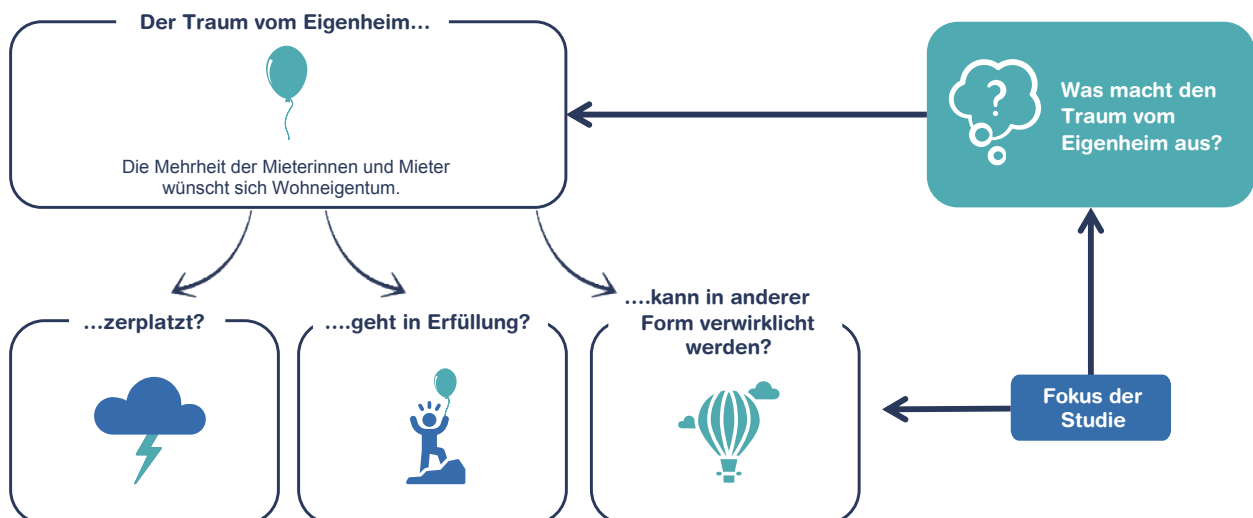 Der Traum vom Eigenheim...
Die Mehrheit der Mieterinnen und Mieter
wünscht sich Wohneigentum.
?
Was macht den
Traum vom
Eigenheim aus?
...zerplatzt?
....geht in Erfüllung?
....kann in anderer
Form verwirklicht
werden?
Fokus der
Studie